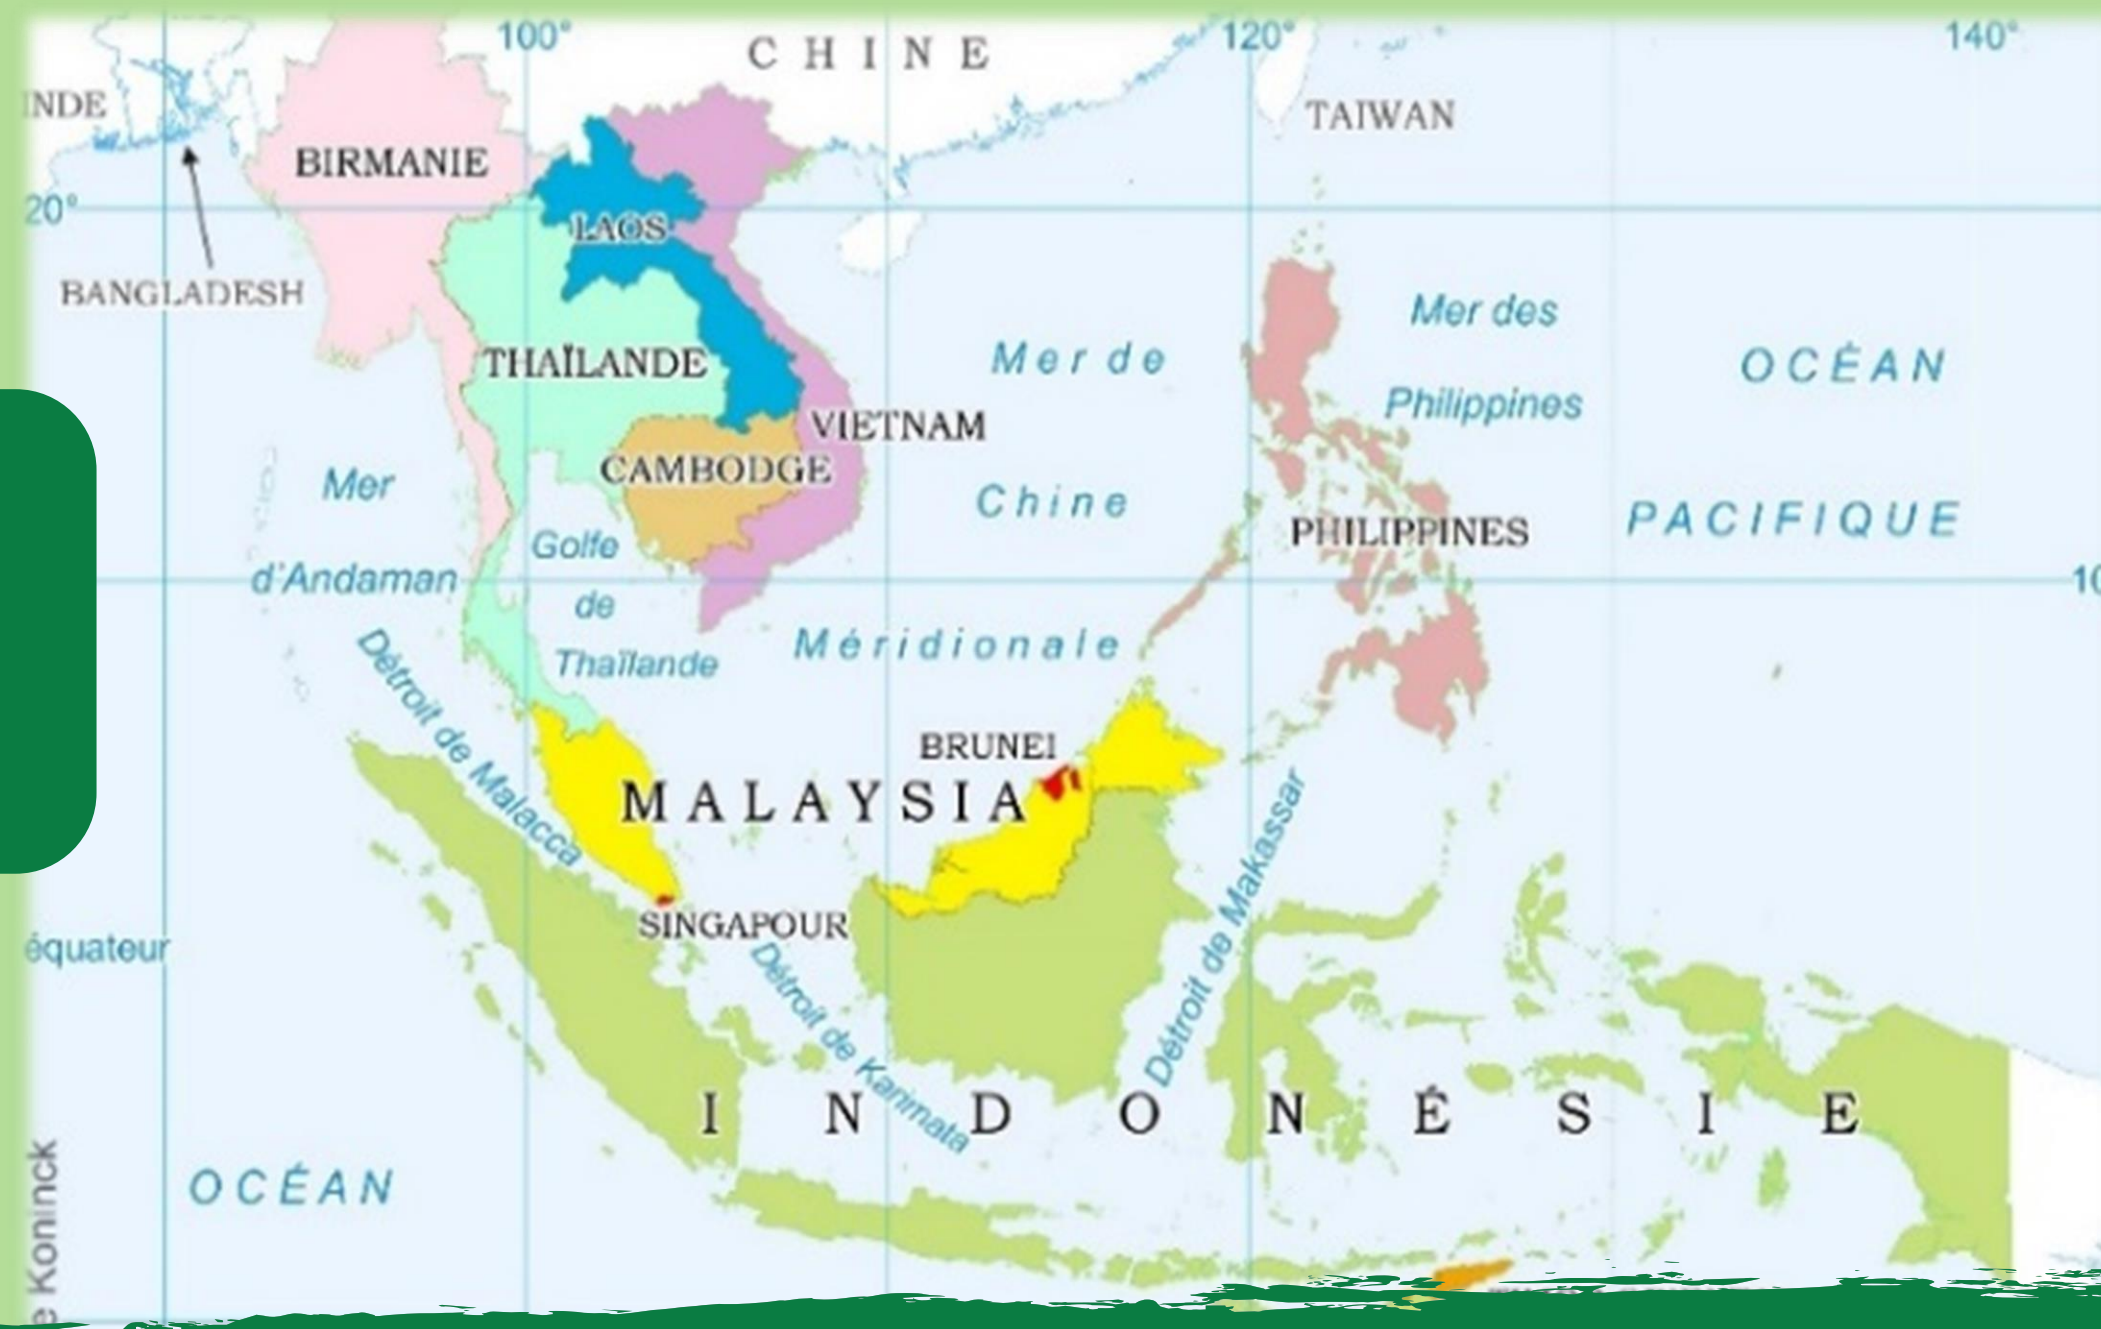 100°
120°
140°
CHINE
INDE
TAIWAN
BIRMANIE
20°
LAOS
BANGLADESH
Mer des
Philippines
Mer de
Chine
Méridionale
OCÉAN
PACIFIQUE
THAÏLANDE
VIETNAM
CAMBODGE
Mer
d'Andaman
Golfe
de
Thaïlande
PHILIPPINES
10
Détroit de Malacca
BRUNEI
MALAYSIA
SINGAPOUR
Détroit de Makassar
équateur
Détroit de Karimata
INDONÉSIE
OCÉAN
e Koninck